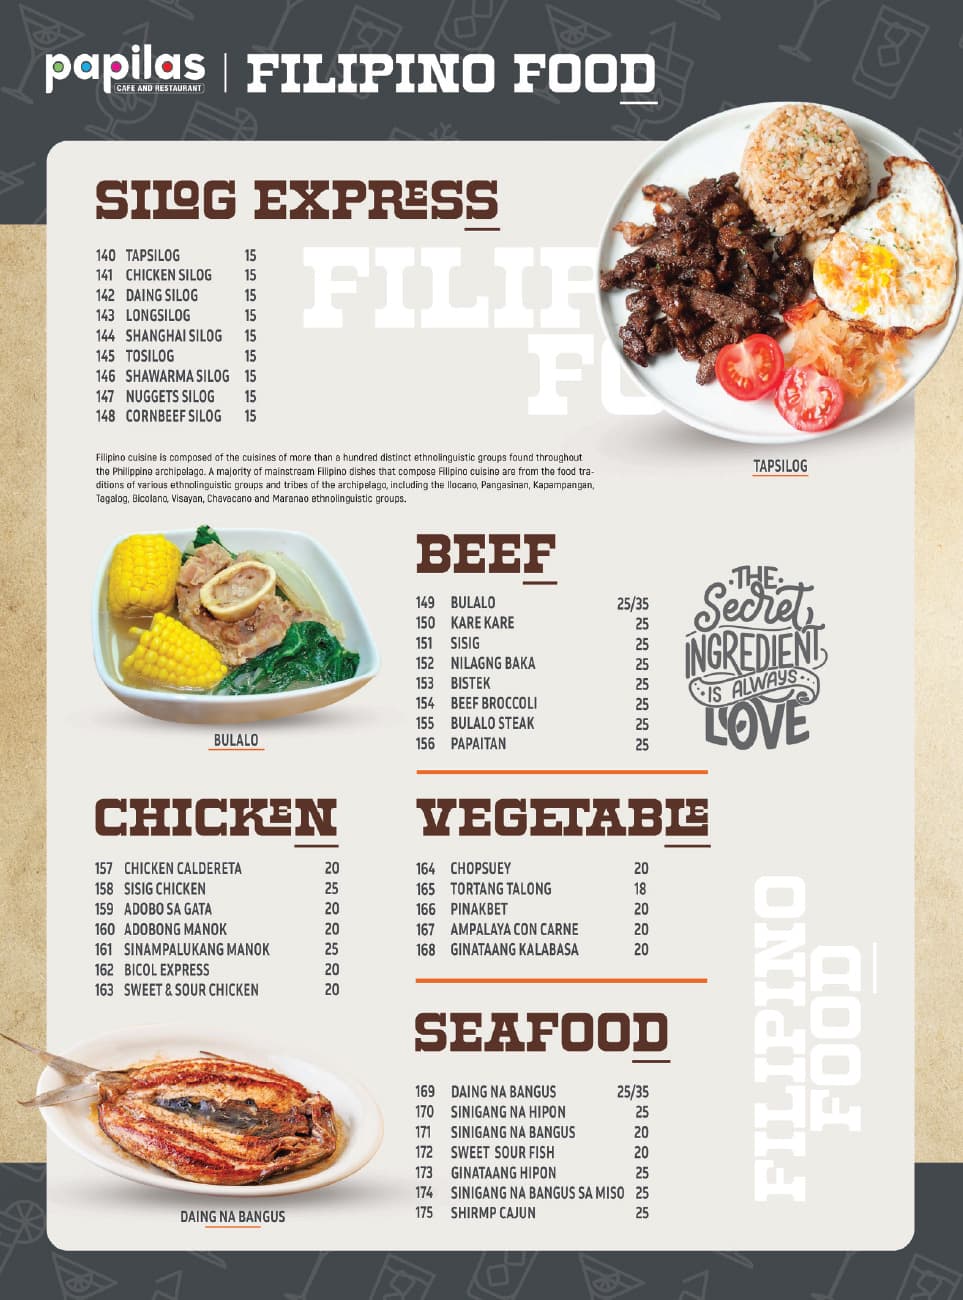 papilas
CAFE AND RESTAURANT
FILIPINO FOOD
SILOG EXPRESS
140 TAPSILOG 15
141 CHICKEN SILOG 15
142 DAING SILOG 15
143 LONGSILOG 15
144 SHANGHAI SILOG 15
145 TOSILOG 15
146 SHAWARMA SILOG 15
147 NUGGETS SILOG 15
148 CORNBEEF SILOG 15
FILIP
FO
TAPSILOG
Filipino cuisine is composed of the cuisines of more than a hundred distinct ethnolinguistic groups found throughout
the Philippine archipelago. A majority of mainstream Filipino dishes that compose Filipino cuisine are from the food tra-
ditions of various ethnolinguistic groups and tribes of the archipelago, including the Ilocano, Pangasinan, Kapampangan,
Tagalog, Bicolano, Visayan, Chavacano and Maranao ethnolinguistic groups.
BULALO
BEEF
149 BULALO 25/35
150 KARE KARE 25
151 SISIG 25
152 NILAGNG BAKA 25
153 BISTEK 25
154 BEEF BROCCOLI 25
155 BULALO STEAK 25
156 PAPAITAN 25
THE
Secret
INGREDIENT
IS ALWAYS
LOVE
CHICKEN
157 CHICKEN CALDERETA 20
158 SISIG CHICKEN 25
159 ADOBO SA GATA 20
160 ADOBONG MANOK 20
161 SINAMPALUKANG MANOK 25
162 BICOL EXPRESS 20
163 SWEET & SOUR CHICKEN 20
VEGETABLE
164 CHOPSUEY 20
165 TORTANG TALONG 18
166 PINAKBET 20
167 AMPALAYA CON CARNE 20
168 GINATAANG KALABASA 20
SEAFOOD
169 DAING NA BANGUS 25/35
170 SINIGANG NA HIPON 25
171 SINIGANG NA BANGUS 20
172 SWEET SOUR FISH 20
173 GINATAANG HIPON 25
174 SINIGANG NA BANGUS SA MISO 25
175 SHIRMP CAJUN 25
DAING NA BANGUS
FILIPINO
FOOD